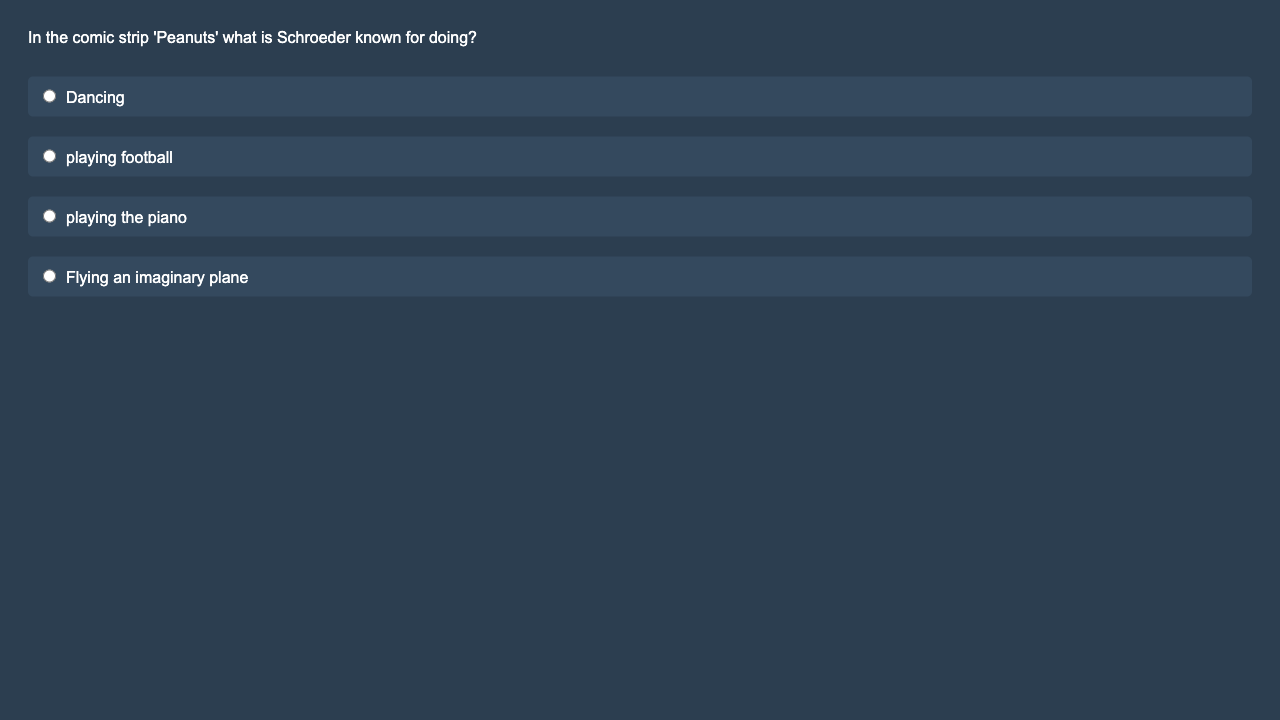 In the comic strip 'Peanuts' what is Schroeder known for doing?
Dancing
playing football
playing the piano
Flying an imaginary plane